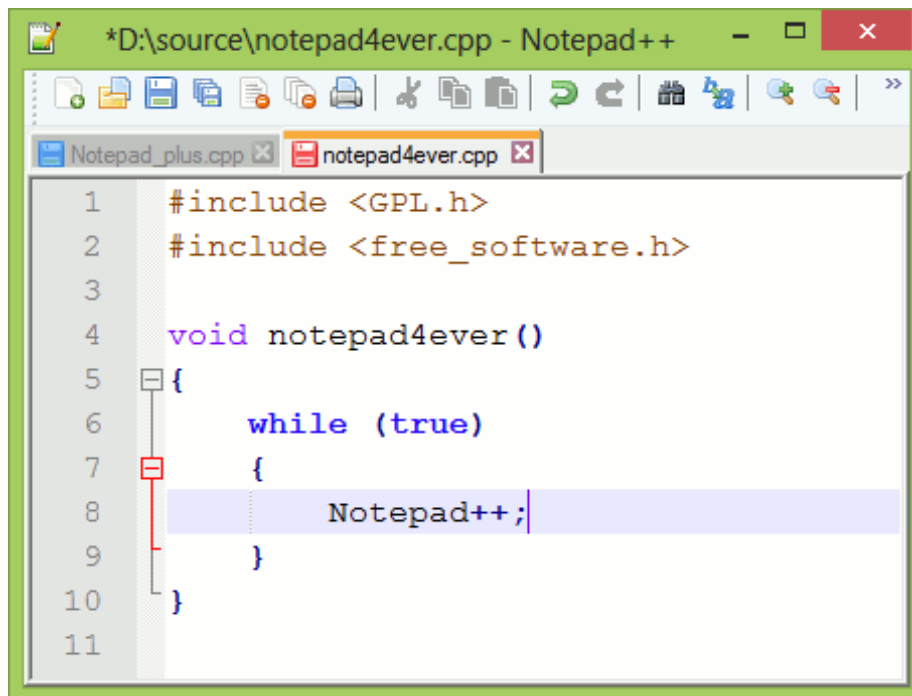 *D:\source\notepad4ever.cpp - Notepad++
Notepad_plus.cpp notepad4ever.cpp
1 #include <GPL.h>
2 #include <free_software.h>
3
4 void notepad4ever()
5 {
6 while (true)
7 {
8 Notepad++;
9 }
10 }
11